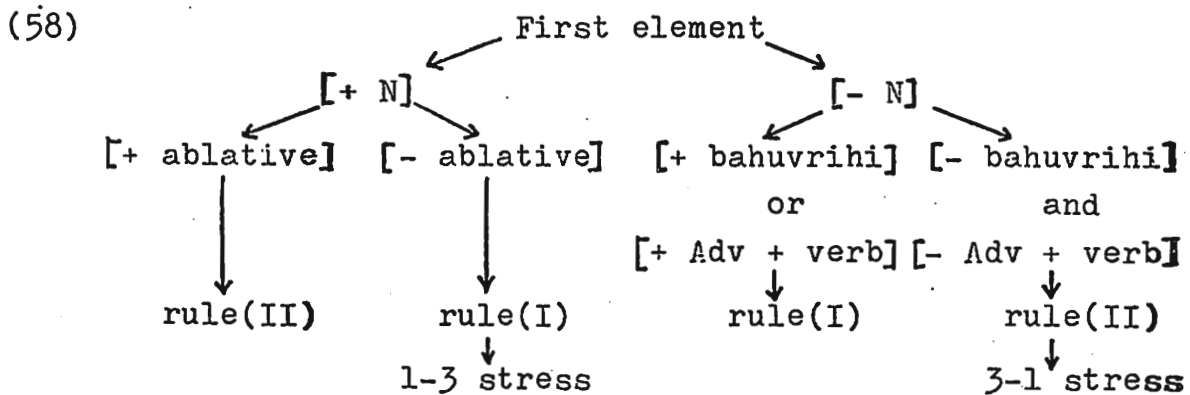 (58) First element
[+ N] [- N]
[+ ablative] [- ablative] [+ bahuvrihi] [- bahuvrihi]
or and
[+ Adv + verb] [- Adv + verb]
rule(II) rule(I) rule(I) rule(II)
1-3 stress 3-1 stress